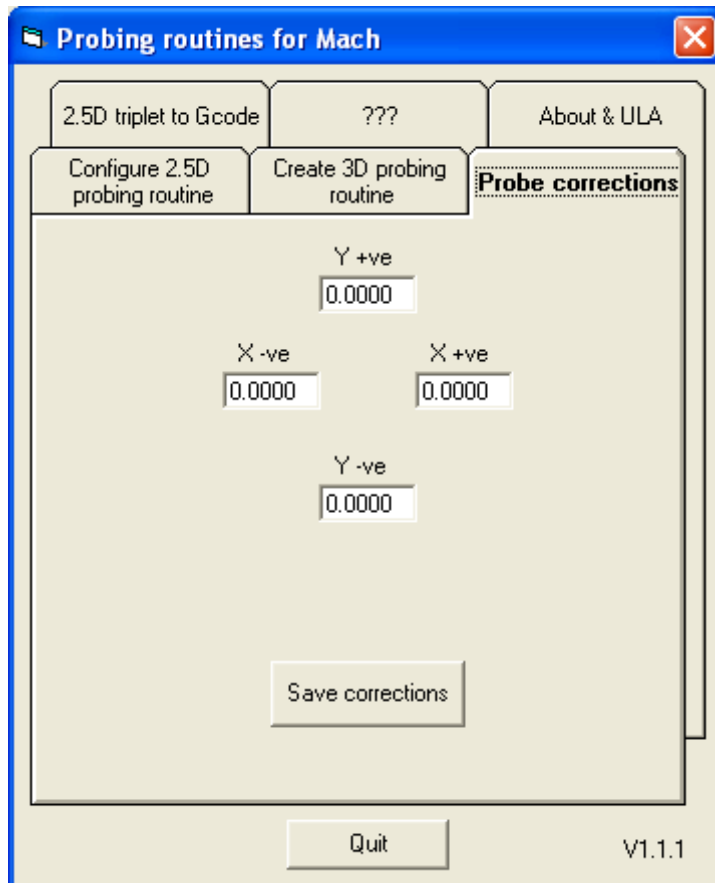 Probing routines for Mach
2.5D triplet to Gcode
???
About & ULA
Configure 2.5D
probing routine
Create 3D probing
routine
Probe corrections
Y +ve
0.0000
X -ve
X +ve
0.0000
0.0000
Y -ve
0.0000
Save corrections
Quit
V1.1.1